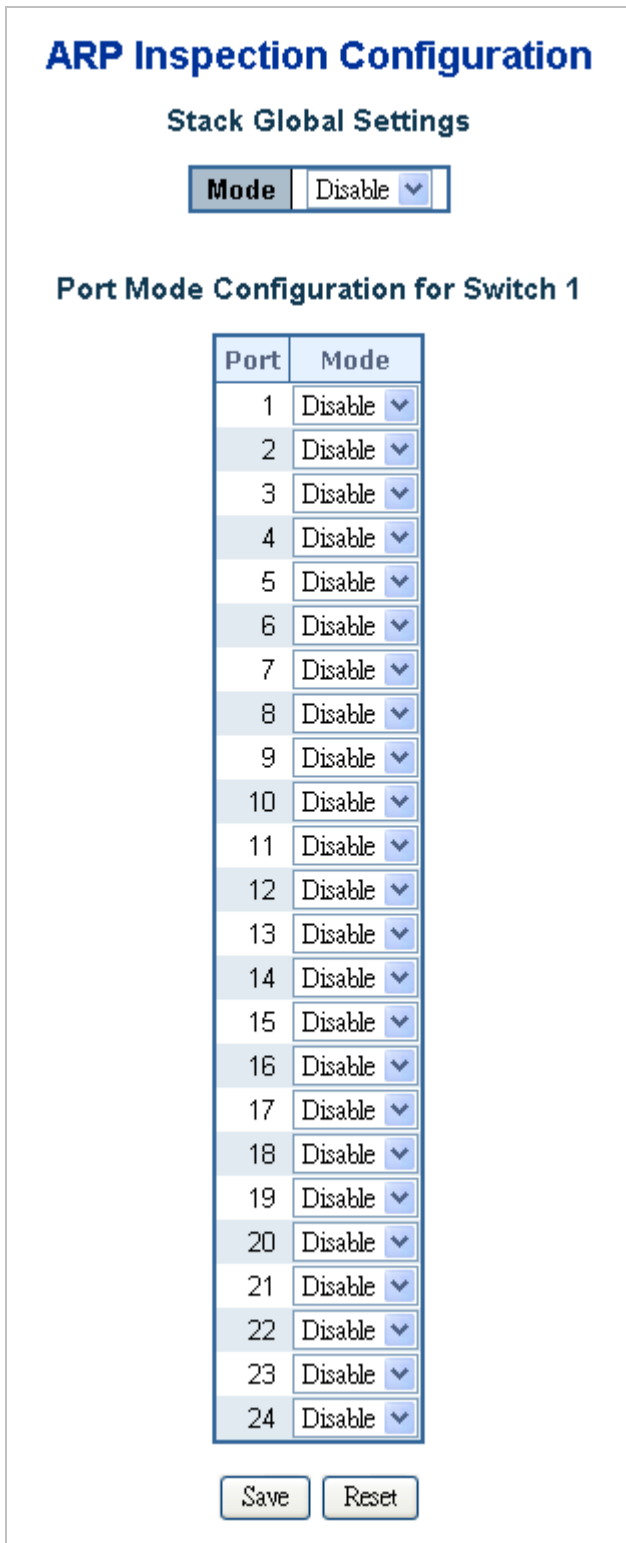 ARP Inspection Configuration
Stack Global Settings
Mode Disable
Port Mode Configuration for Switch 1
Port Mode
1 Disable
2 Disable
3 Disable
4 Disable
5 Disable
6 Disable
7 Disable
8 Disable
9 Disable
10 Disable
11 Disable
12 Disable
13 Disable
14 Disable
15 Disable
16 Disable
17 Disable
18 Disable
19 Disable
20 Disable
21 Disable
22 Disable
23 Disable
24 Disable
Save Reset